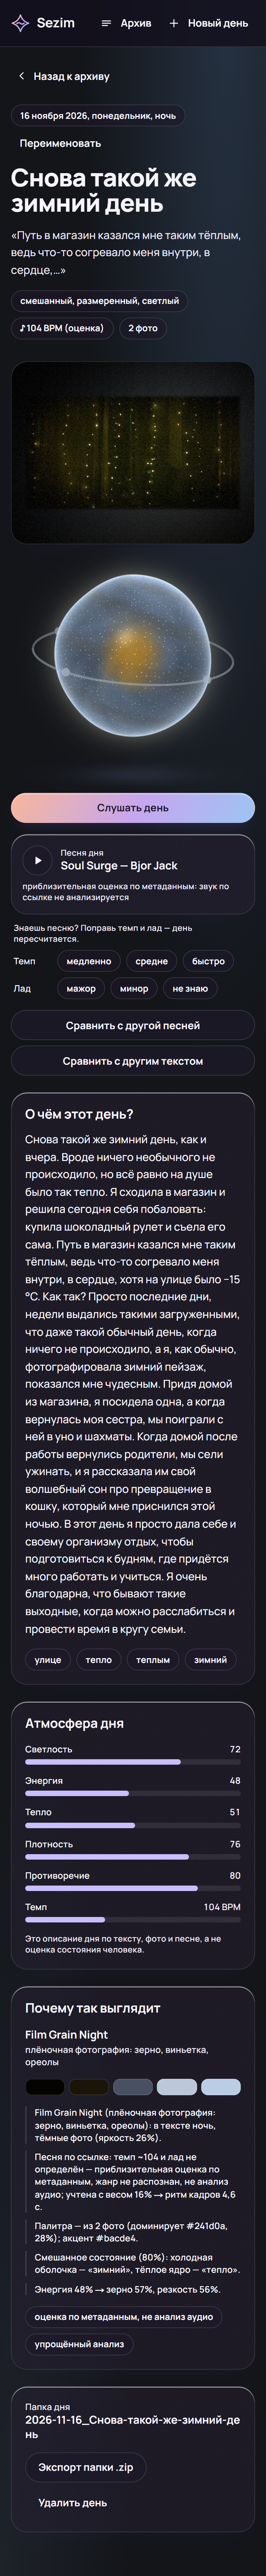 Sezim
Архив
Новый день
Назад к архиву
16 ноября 2026, понедельник, ночь
Переименовать
Снова такой же
зимний день
«Путь в магазин казался мне таким тёплым,
ведь что-то согревало меня внутри, в
сердце,…»
смешанный, размеренный, светлый
♪ 104 BPM (оценка)
2 фото
Слушать день
Песня дня
Soul Surge — Bjor Jack
приблизительная оценка по метаданным: звук по
ссылке не анализируется
Знаешь песню? Поправь темп и лад — день
пересчитается.
Темп
медленно
средне
быстро
Лад
мажор
минор
не знаю
Сравнить с другой песней
Сравнить с другим текстом
О чём этот день?
Снова такой же зимний день, как и
вчера. Вроде ничего необычного не
происходило, но всё равно на душе
было так тепло. Я сходила в магазин и
решила сегодня себя побаловать:
купила шоколадный рулет и съела его
сама. Путь в магазин казался мне таким
тёплым, ведь что-то согревало меня
внутри, в сердце, хотя на улице было −15
°C. Как так? Просто последние дни,
недели выдались такими загруженными,
что даже такой обычный день, когда
ничего не происходило, а я, как обычно,
фотографировала зимний пейзаж,
показался мне чудесным. Придя домой
из магазина, я посидела одна, а когда
вернулась моя сестра, мы поиграли с
ней в уно и шахматы. Когда домой после
работы вернулись родители, мы сели
ужинать, и я рассказала им свой
волшебный сон про превращение в
кошку, который мне приснился этой
ночью. В этот день я просто дала себе и
своему организму отдых, чтобы
подготовиться к будням, где придётся
много работать и учиться. Я очень
благодарна, что бывают такие
выходные, когда можно расслабиться и
провести время в кругу семьи.
улице
тепло
теплым
зимний
Атмосфера дня
Светлость 72
Энергия 48
Тепло 51
Плотность 76
Противоречие 80
Темп 104 BPM
Это описание дня по тексту, фото и песне, а не
оценка состояния человека.
Почему так выглядит
Film Grain Night
плёночная фотография: зерно, виньетка,
ореолы
Film Grain Night (плёночная фотография:
зерно, виньетка, ореолы): в тексте ночь,
тёмные фото (яркость 26%).
Песня по ссылке: темп ~104 и лад не
определён — приблизительная оценка по
метаданным, жанр не распознан, не анализ
аудио; учтена с весом 16% → ритм кадров 4,6
с.
Палитра — из 2 фото (доминирует #241d0a,
28%); акцент #bacde4.
Смешанное состояние (80%): холодная
оболочка — «зимний», тёплое ядро — «тепло».
Энергия 48% → зерно 57%, резкость 56%.
оценка по метаданным, не анализ аудио
упрощённый анализ
Папка дня
2026-11-16_Снова-такой-же-зимний-де
нь
Экспорт папки .zip
Удалить день